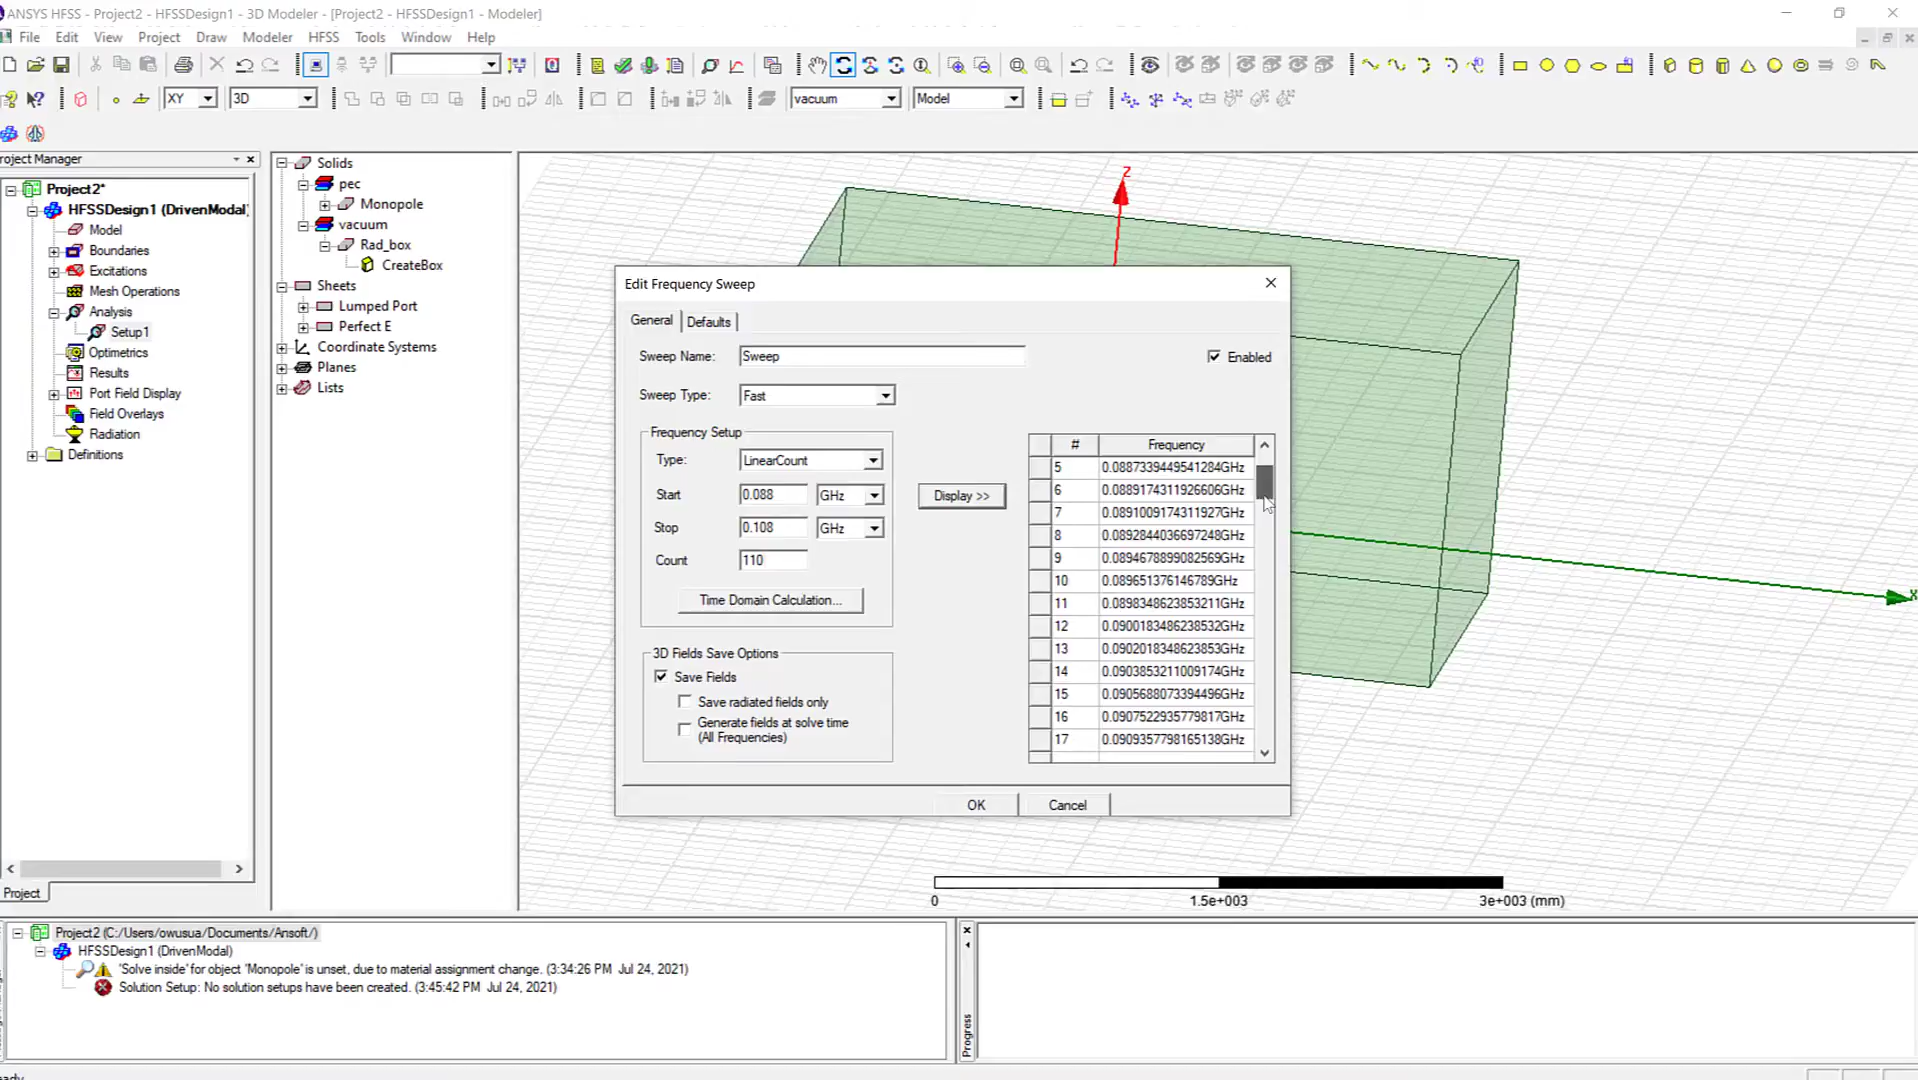 ANSYS HFSS - Project2 - HFSSDesign1 - 3D Modeler - [Project2 - HFSSDesign1 - Modeler]
File Edit View Project Draw Modeler HFSS Tools Window Help
XY 3D vacuum Model
roject Manager
Project2*
HFSSDesign1 (DrivenModal)
Model
Boundaries
Excitations
Mesh Operations
Analysis
Setup1
Optimetrics
Results
Port Field Display
Field Overlays
Radiation
Definitions
Project
Solids
pec
Monopole
vacuum
Rad_box
CreateBox
Sheets
Lumped Port
Perfect E
Coordinate Systems
Planes
Lists
Z
Edit Frequency Sweep
General Defaults
Sweep Name: Sweep
Enabled
Sweep Type: Fast
Frequency Setup
Type: LinearCount
Start 0.088 GHz
Stop 0.108 GHz
Count 110
Time Domain Calculation...
Display >>
3D Fields Save Options
Save Fields
Save radiated fields only
Generate fields at solve time
(All Frequencies)
# Frequency
5 0.0887339449541284GHz
6 0.0889174311926606GHz
7 0.0891009174311927GHz
8 0.0892844036697248GHz
9 0.0894678899082569GHz
10 0.089651376146789GHz
11 0.0898348623853211GHz
12 0.0900183486238532GHz
13 0.0902018348623853GHz
14 0.0903853211009174GHz
15 0.0905688073394496GHz
16 0.0907522935779817GHz
17 0.0909357798165138GHz
OK Cancel
0 1.5e+003 3e+003 (mm)
Project2 (C:/Users/owusua/Documents/Ansoft/)
HFSSDesign1 (DrivenModal)
'Solve inside' for object 'Monopole' is unset, due to material assignment change. (3:34:26 PM Jul 24, 2021)
Solution Setup: No solution setups have been created. (3:45:42 PM Jul 24, 2021)
Progress